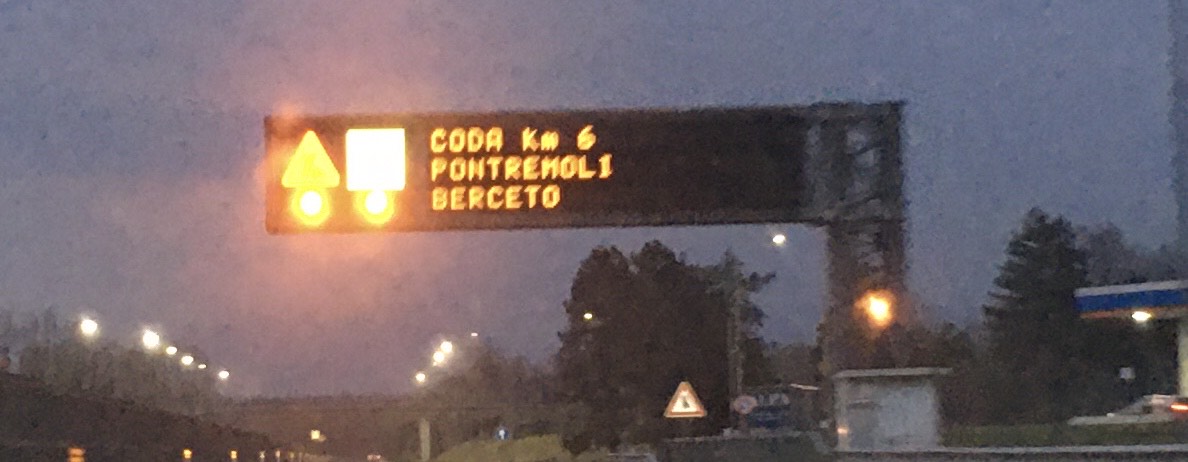 CODA Km 6
PONTREMOLI
BERCETO